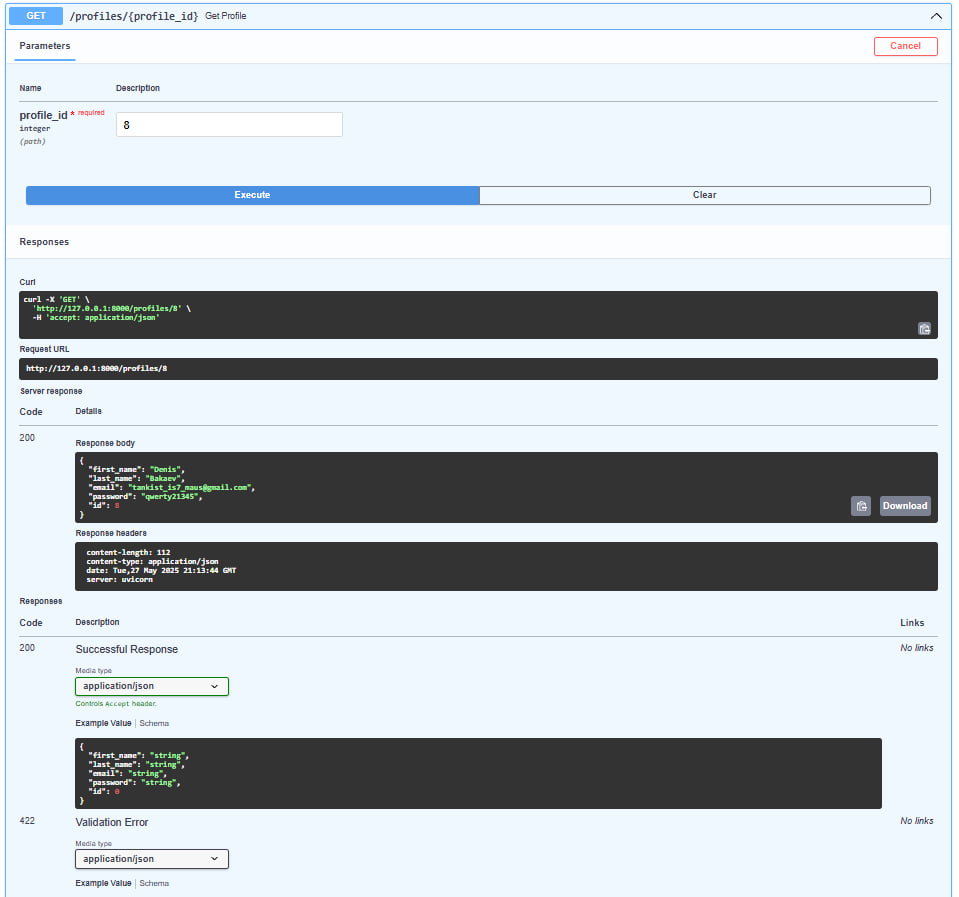 GET /profiles/{profile_id} Get Profile
Parameters
Cancel
Name Description
profile_id * required
integer
(path)
8
Execute Clear
Responses
Curl
curl -X 'GET' \
'http://127.0.0.1:8000/profiles/8' \
-H 'accept: application/json'
Request URL
http://127.0.0.1:8000/profiles/8
Server response
Code Details
200
Response body
{
"first_name": "Denis",
"last_name": "Bakaev",
"email": "tankist_is7_maus@gmail.com",
"password": "qwerty21345",
"id": 8
}
Download
Response headers
content-length: 112
content-type: application/json
date: Tue,27 May 2025 21:13:44 GMT
server: uvicorn
Responses
Code Description Links
200 Successful Response No links
Media type
application/json
Controls Accept header.
Example Value | Schema
{
"first_name": "string",
"last_name": "string",
"email": "string",
"password": "string",
"id": 0
}
422 Validation Error No links
Media type
application/json
Example Value | Schema